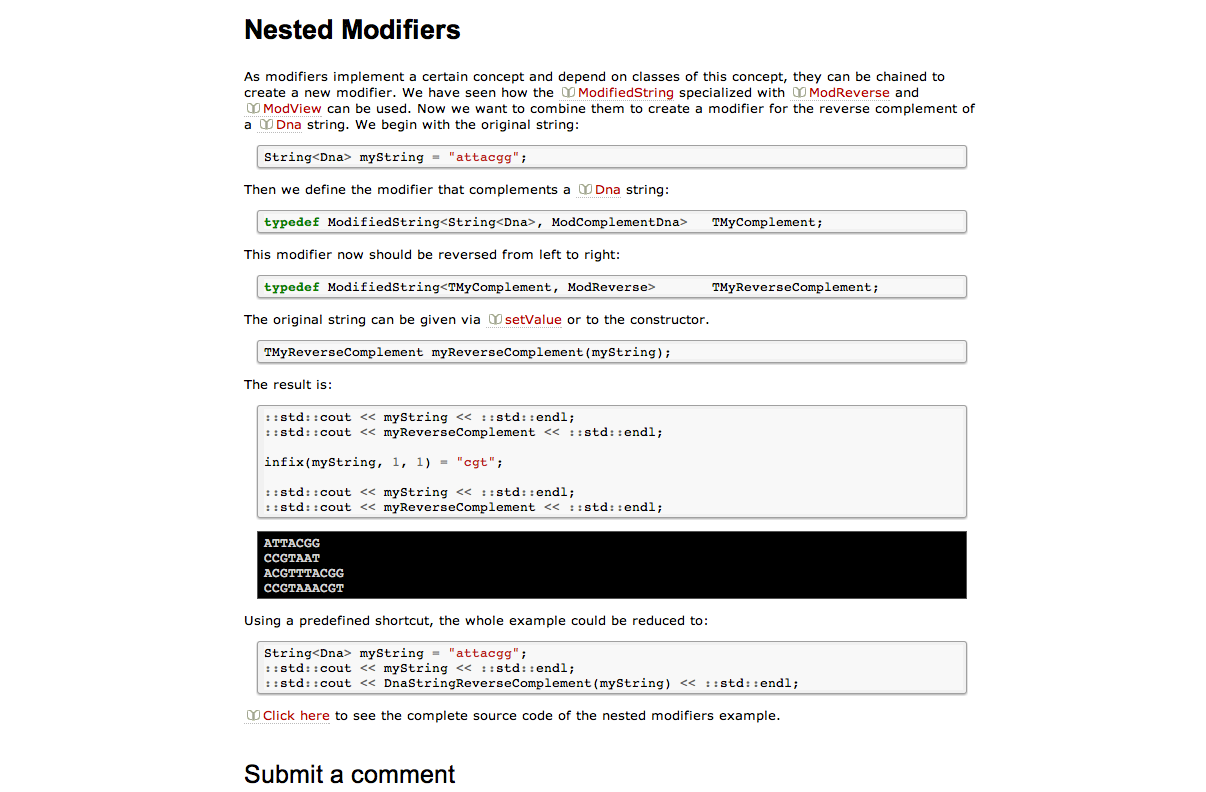 Nested Modifiers
As modifiers implement a certain concept and depend on classes of this concept, they can be chained to
create a new modifier. We have seen how the ModifiedString specialized with ModReverse and
ModView can be used. Now we want to combine them to create a modifier for the reverse complement of
a Dna string. We begin with the original string:
String<Dna> myString = "attacgg";
Then we define the modifier that complements a Dna string:
typedef ModifiedString<String<Dna>, ModComplementDna>   TMyComplement;
This modifier now should be reversed from left to right:
typedef ModifiedString<TMyComplement, ModReverse>       TMyReverseComplement;
The original string can be given via setValue or to the constructor.
TMyReverseComplement myReverseComplement(myString);
The result is:
::std::cout << myString << ::std::endl;
::std::cout << myReverseComplement << ::std::endl;
infix(myString, 1, 1) = "cgt";
::std::cout << myString << ::std::endl;
::std::cout << myReverseComplement << ::std::endl;
ATTACGG
CCGTAAT
ACGTTTACGG
CCGTAAACGT
Using a predefined shortcut, the whole example could be reduced to:
String<Dna> myString = "attacgg";
::std::cout << myString << ::std::endl;
::std::cout << DnaStringReverseComplement(myString) << ::std::endl;
Click here to see the complete source code of the nested modifiers example.
Submit a comment